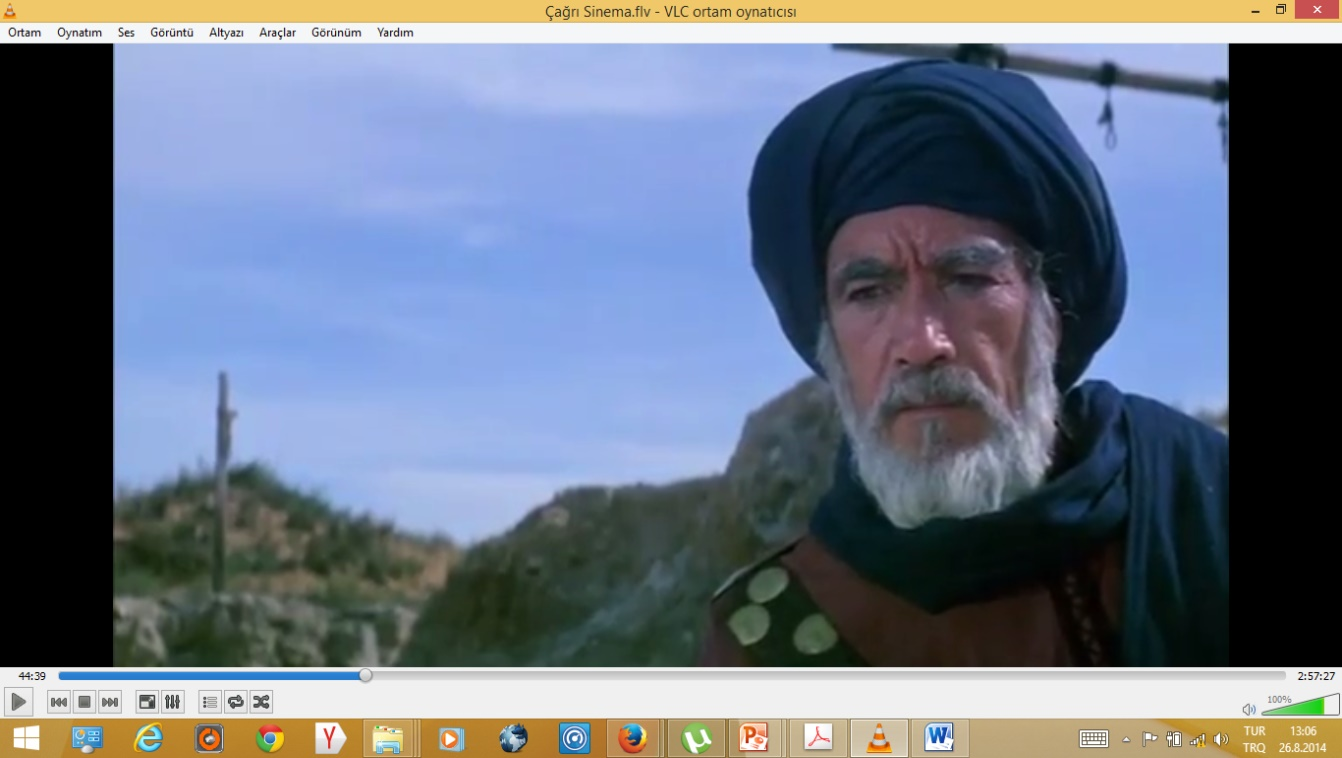 Çağrı Sinema.flv - VLC ortam oynatıcısı
Ortam Oynatım Ses Görüntü Altyazı Araçlar Görünüm Yardım
44:39 2:57:27
100%
TUR 13:06
TRQ 26.8.2014